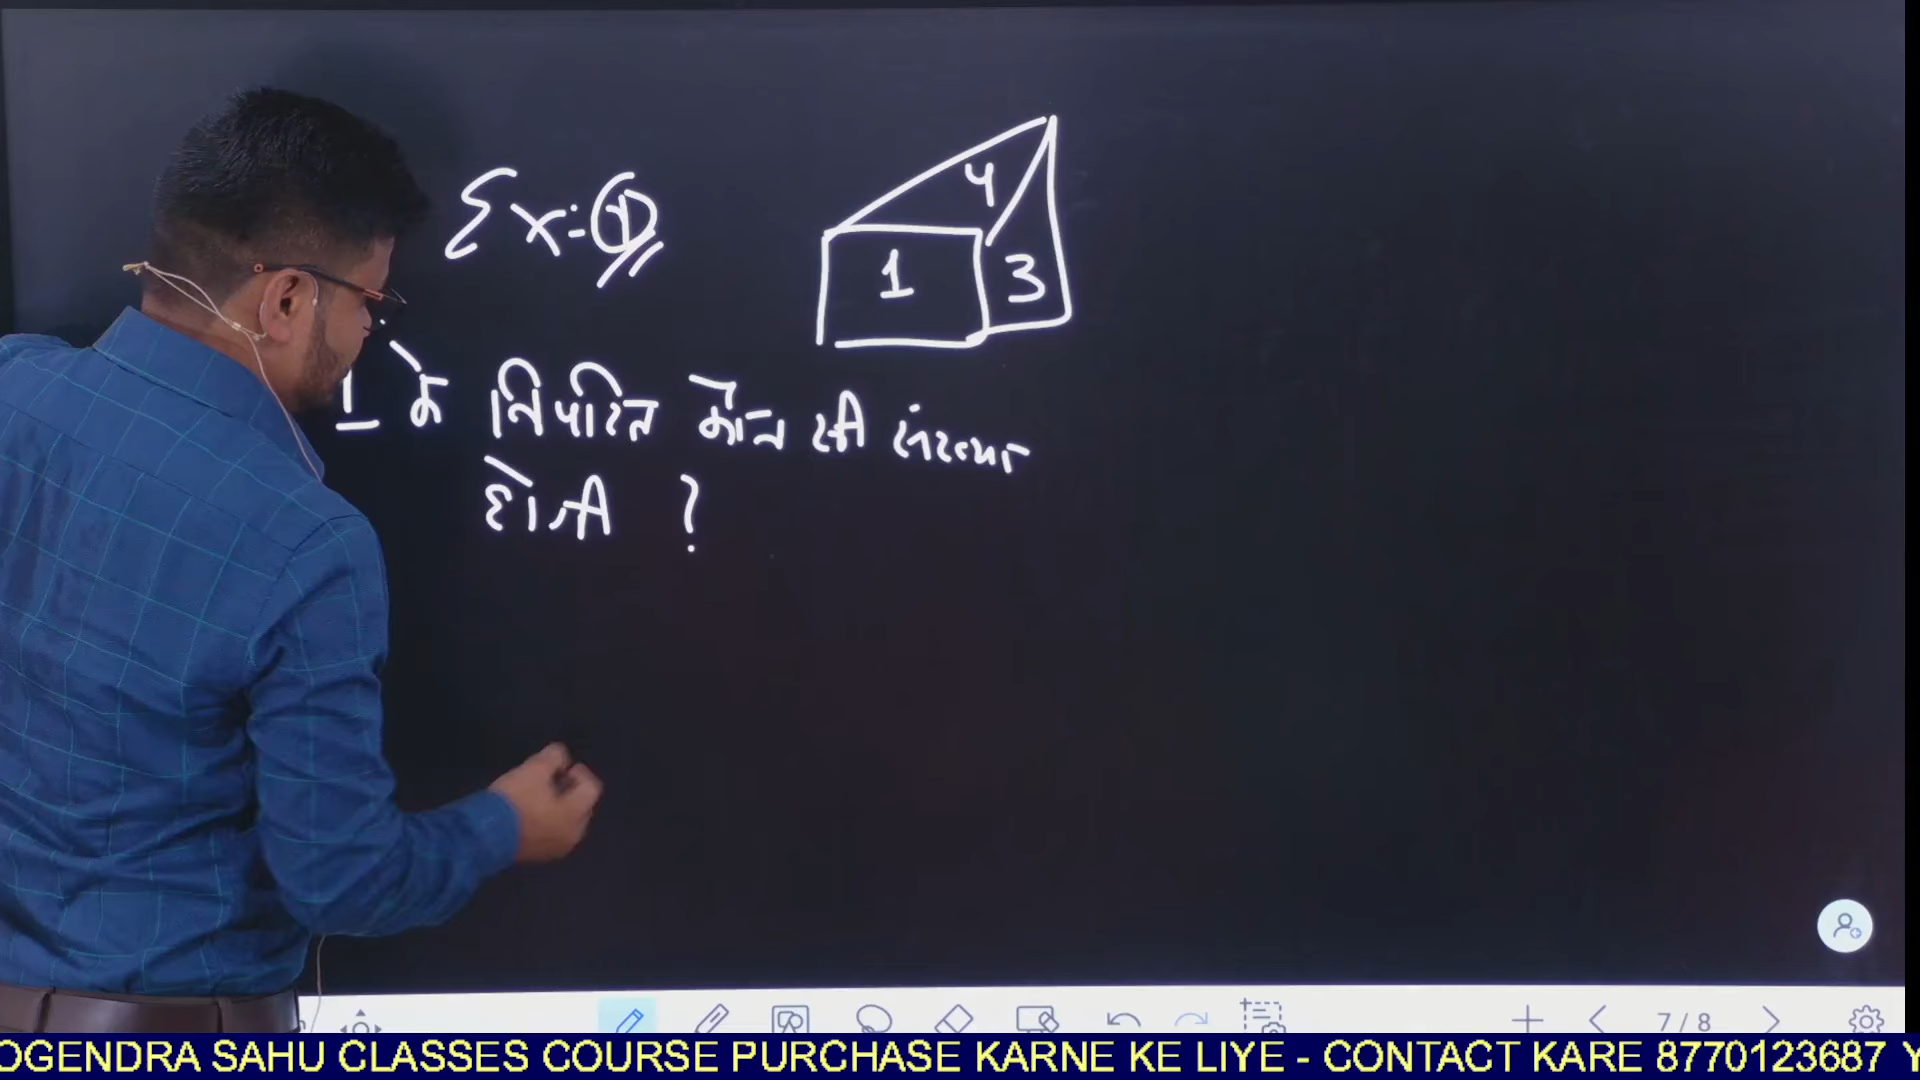 Ex:- ①
4
1
3
1 के विपरित कौन सी संख्या
होगी ?
7 / 8
OGENDRA SAHU CLASSES COURSE PURCHASE KARNE KE LIYE - CONTACT KARE 8770123687 Y